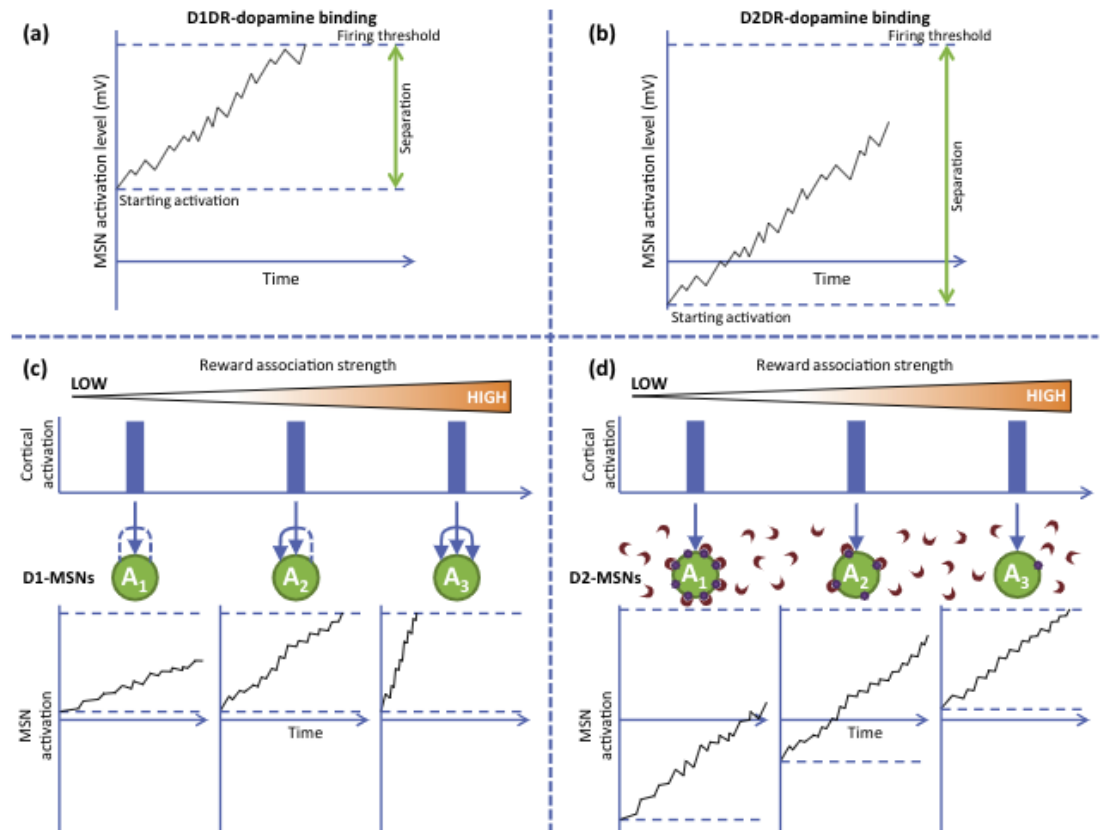 (a)
D1DR-dopamine binding
Firing threshold
MSN activation level (mV)
Separation
Starting activation
Time
(b)
D2DR-dopamine binding
Firing threshold
MSN activation level (mV)
Separation
Time
Starting activation
(c)
Reward association strength
LOW
HIGH
Cortical
activation
D1-MSNs
A1
A2
A3
MSN
activation
Time
(d)
Reward association strength
LOW
HIGH
Cortical
activation
D2-MSNs
A1
A2
A3
MSN
activation
Time